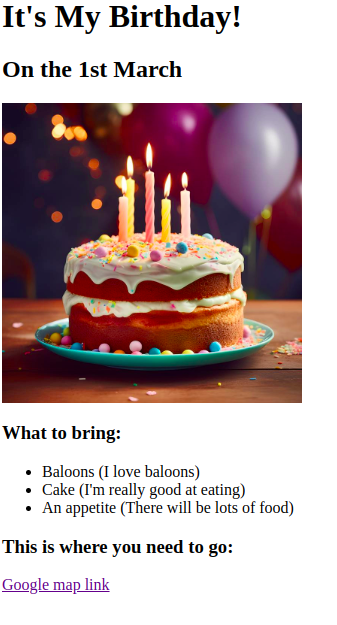 It's My Birthday!
On the 1st March
What to bring:
Baloons (I love baloons)
Cake (I'm really good at eating)
An appetite (There will be lots of food)
This is where you need to go:
Google map link